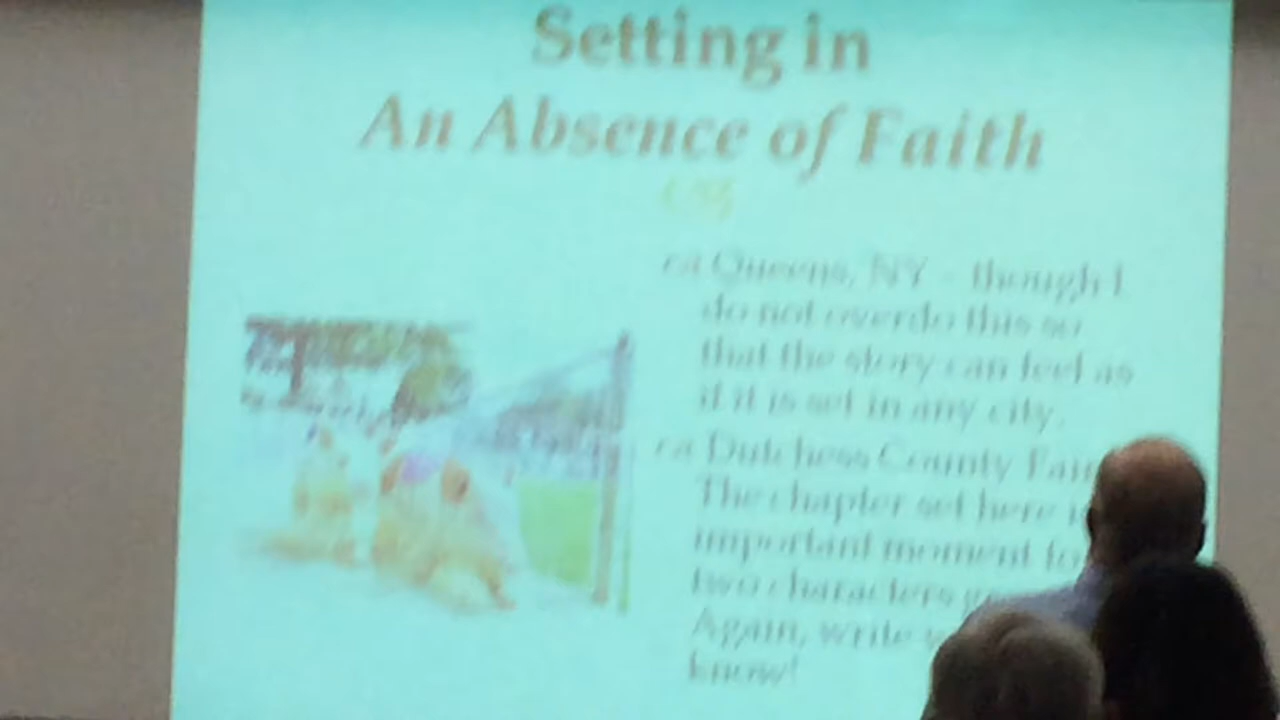 Setting in
An Absence of Faith
Queens, NY – though I
do not overdo this so
that the story can feel as
if it is set in any city.
Dutchess County Fair
The chapter set here
important moment
two characters
Again, write
know!